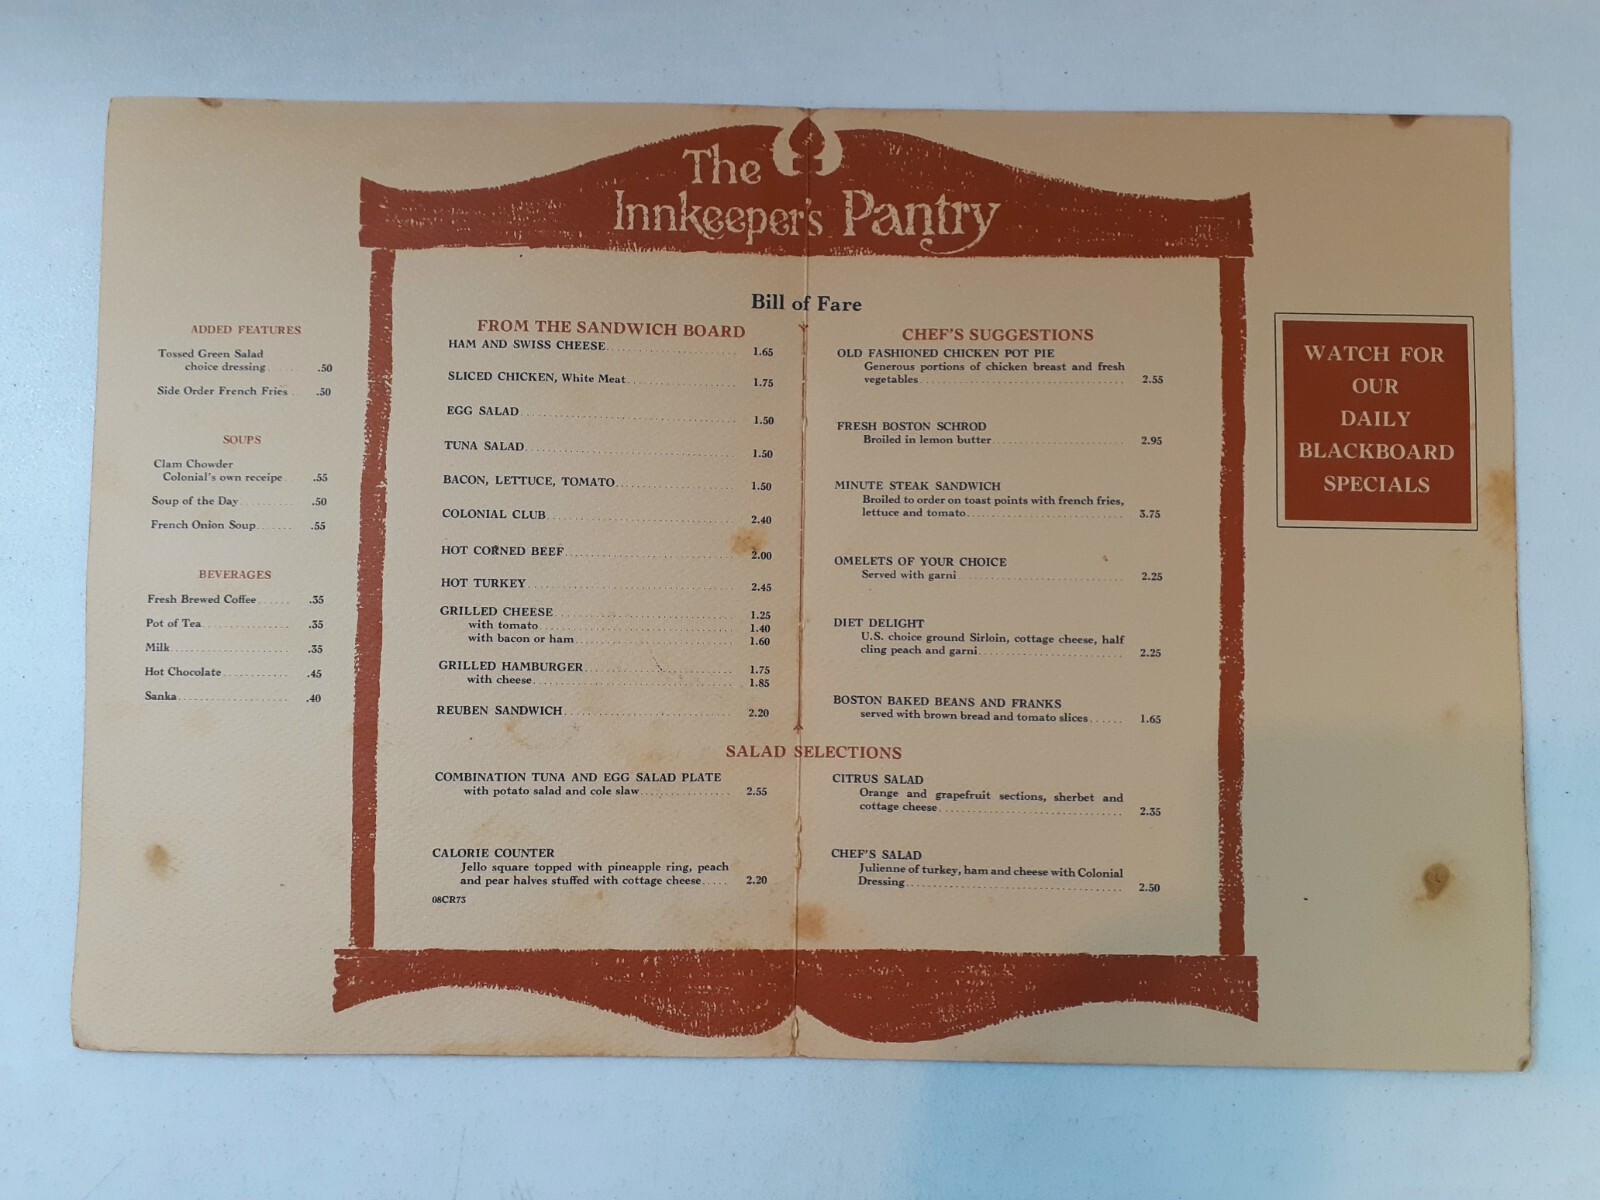 The
Innkeeper's Pantry
Bill of Fare
ADDED FEATURES
Tossed Green Salad
choice dressing .50
Side Order French Fries .50
SOUPS
Clam Chowder
Colonial's own receipe .55
Soup of the Day .50
French Onion Soup .55
BEVERAGES
Fresh Brewed Coffee .35
Pot of Tea .35
Milk .35
Hot Chocolate .45
Sanka .40
FROM THE SANDWICH BOARD
HAM AND SWISS CHEESE 1.65
SLICED CHICKEN, White Meat 1.75
EGG SALAD 1.50
TUNA SALAD 1.50
BACON, LETTUCE, TOMATO 1.50
COLONIAL CLUB 2.40
HOT CORNED BEEF 2.00
HOT TURKEY 2.45
GRILLED CHEESE 1.25
with tomato 1.40
with bacon or ham 1.60
GRILLED HAMBURGER 1.75
with cheese 1.85
REUBEN SANDWICH 2.20
CHEF'S SUGGESTIONS
OLD FASHIONED CHICKEN POT PIE
Generous portions of chicken breast and fresh
vegetables 2.55
FRESH BOSTON SCHROD
Broiled in lemon butter 2.95
MINUTE STEAK SANDWICH
Broiled to order on toast points with french fries,
lettuce and tomato 3.75
OMELETS OF YOUR CHOICE
Served with garni 2.25
DIET DELIGHT
U.S. choice ground Sirloin, cottage cheese, half
cling peach and garni 2.25
BOSTON BAKED BEANS AND FRANKS
served with brown bread and tomato slices 1.65
SALAD SELECTIONS
COMBINATION TUNA AND EGG SALAD PLATE
with potato salad and cole slaw 2.55
CALORIE COUNTER
Jello square topped with pineapple ring, peach
and pear halves stuffed with cottage cheese 2.20
08CR73
CITRUS SALAD
Orange and grapefruit sections, sherbet and
cottage cheese 2.35
CHEF'S SALAD
Julienne of turkey, ham and cheese with Colonial
Dressing 2.50
WATCH FOR
OUR
DAILY
BLACKBOARD
SPECIALS